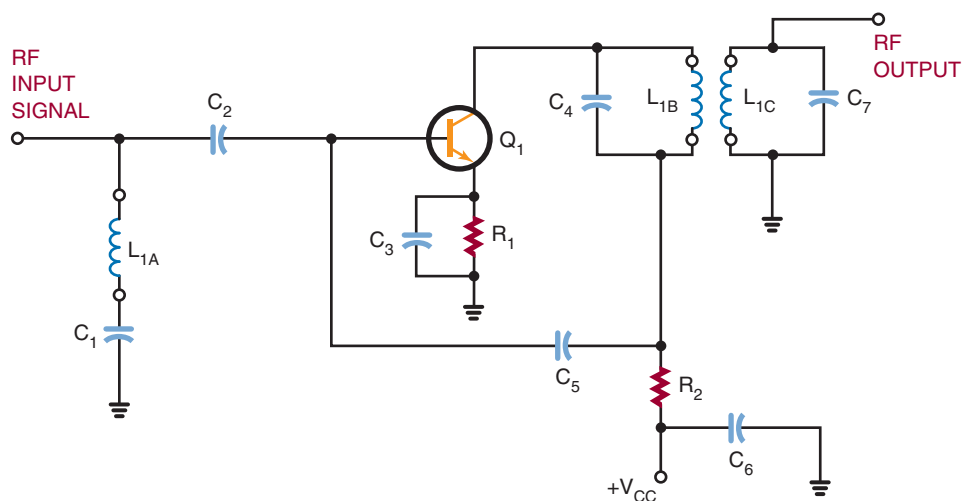 RF
INPUT
SIGNAL
C2
Q1
C4
L1B
L1C
C7
RF
OUTPUT
L1A
C3
R1
C1
C5
R2
C6
+VCC